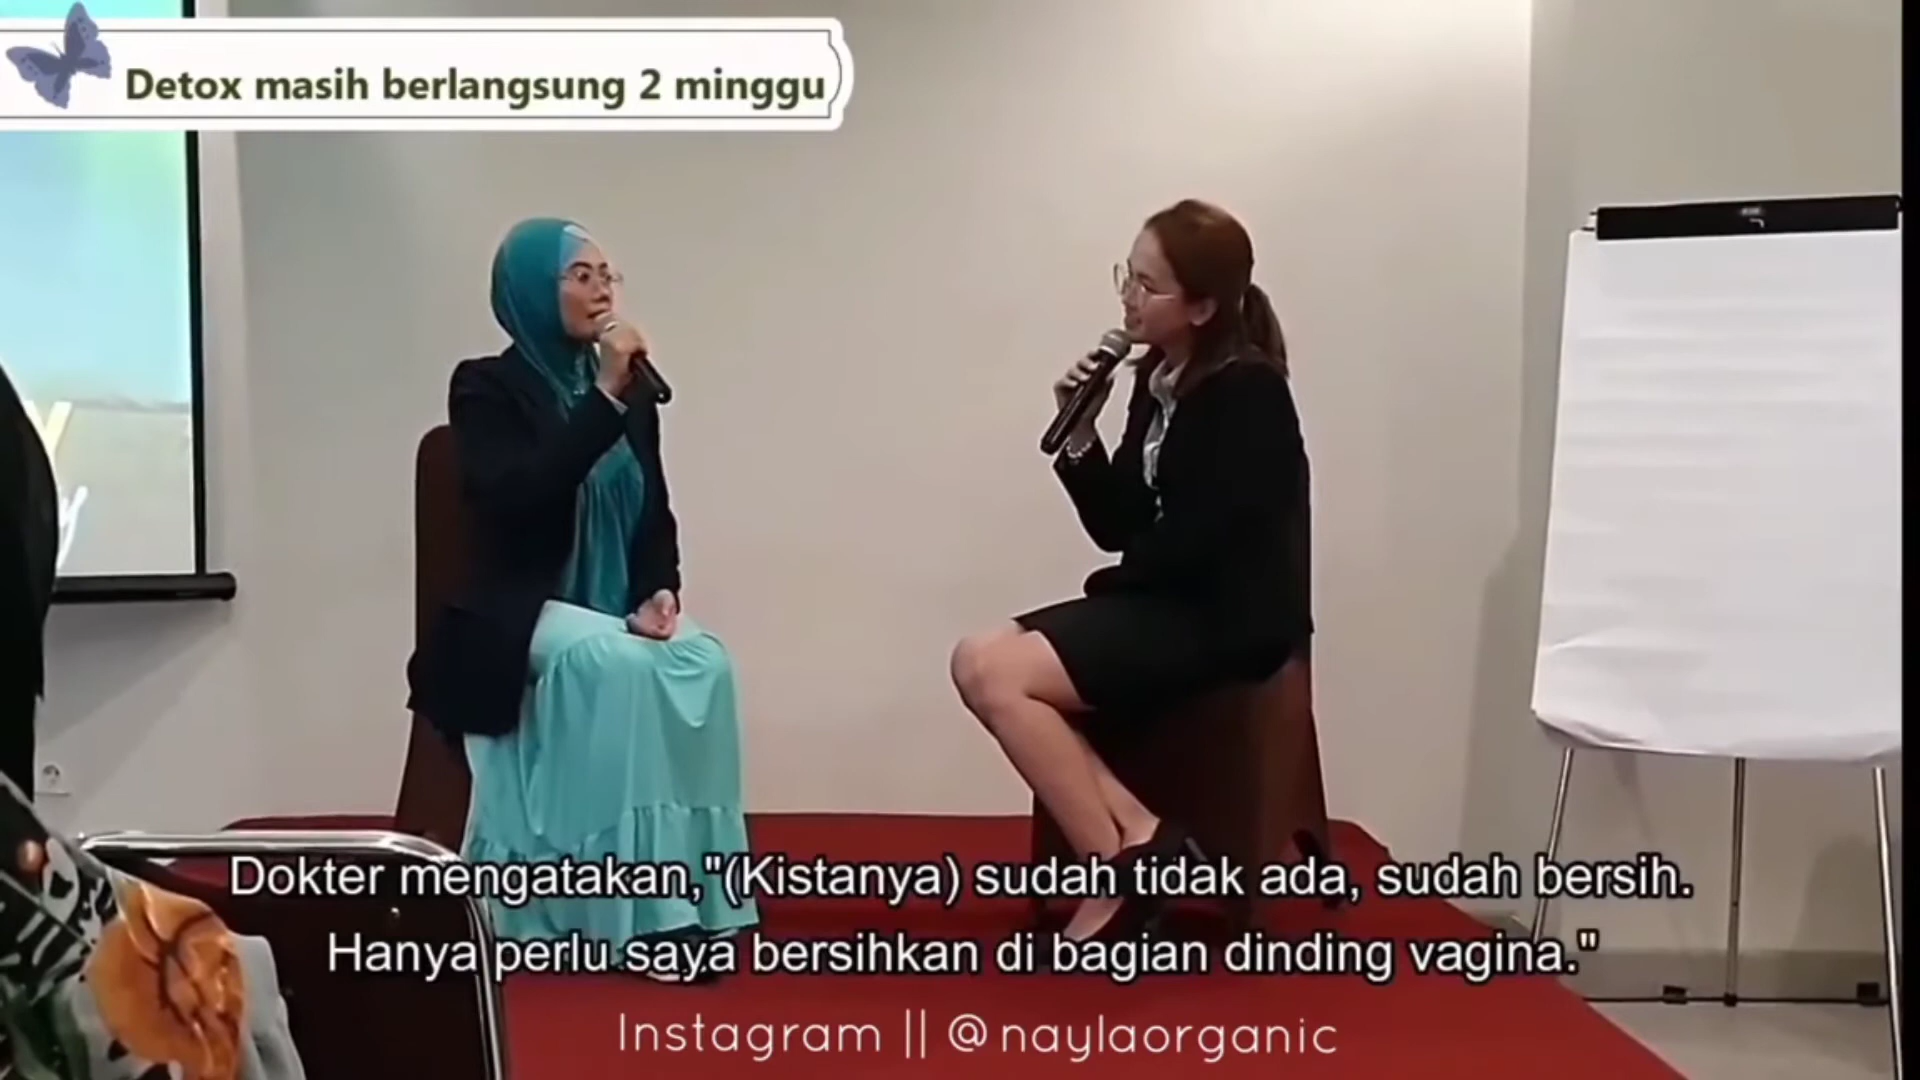 Detox masih berlangsung 2 minggu
Dokter mengatakan,"(Kistanya) sudah tidak ada, sudah bersih.
Hanya perlu saya bersihkan di bagian dinding vagina."
Instagram || @naylaorganic